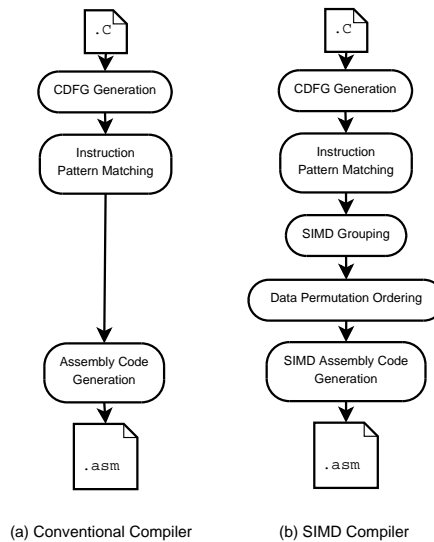 .C
CDFG Generation
Instruction
Pattern Matching
Assembly Code
Generation
.asm
(a) Conventional Compiler
.C
CDFG Generation
Instruction
Pattern Matching
SIMD Grouping
Data Permutation Ordering
SIMD Assembly Code
Generation
.asm
(b) SIMD Compiler